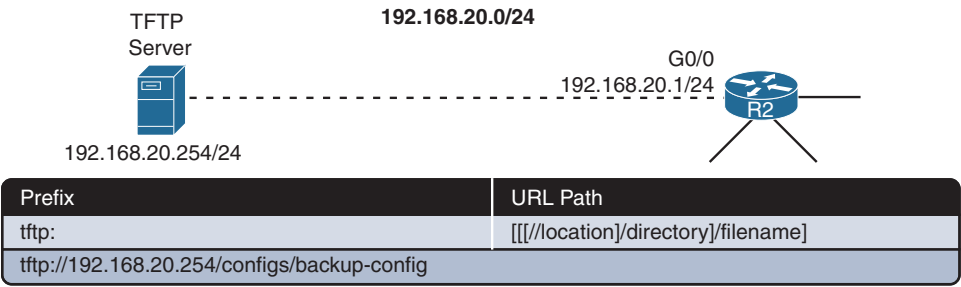 192.168.20.0/24
TFTP
Server
G0/0
192.168.20.1/24
R2
192.168.20.254/24
Prefix URL Path
tftp: [[[//location]/directory]/filename]
tftp://192.168.20.254/configs/backup-config